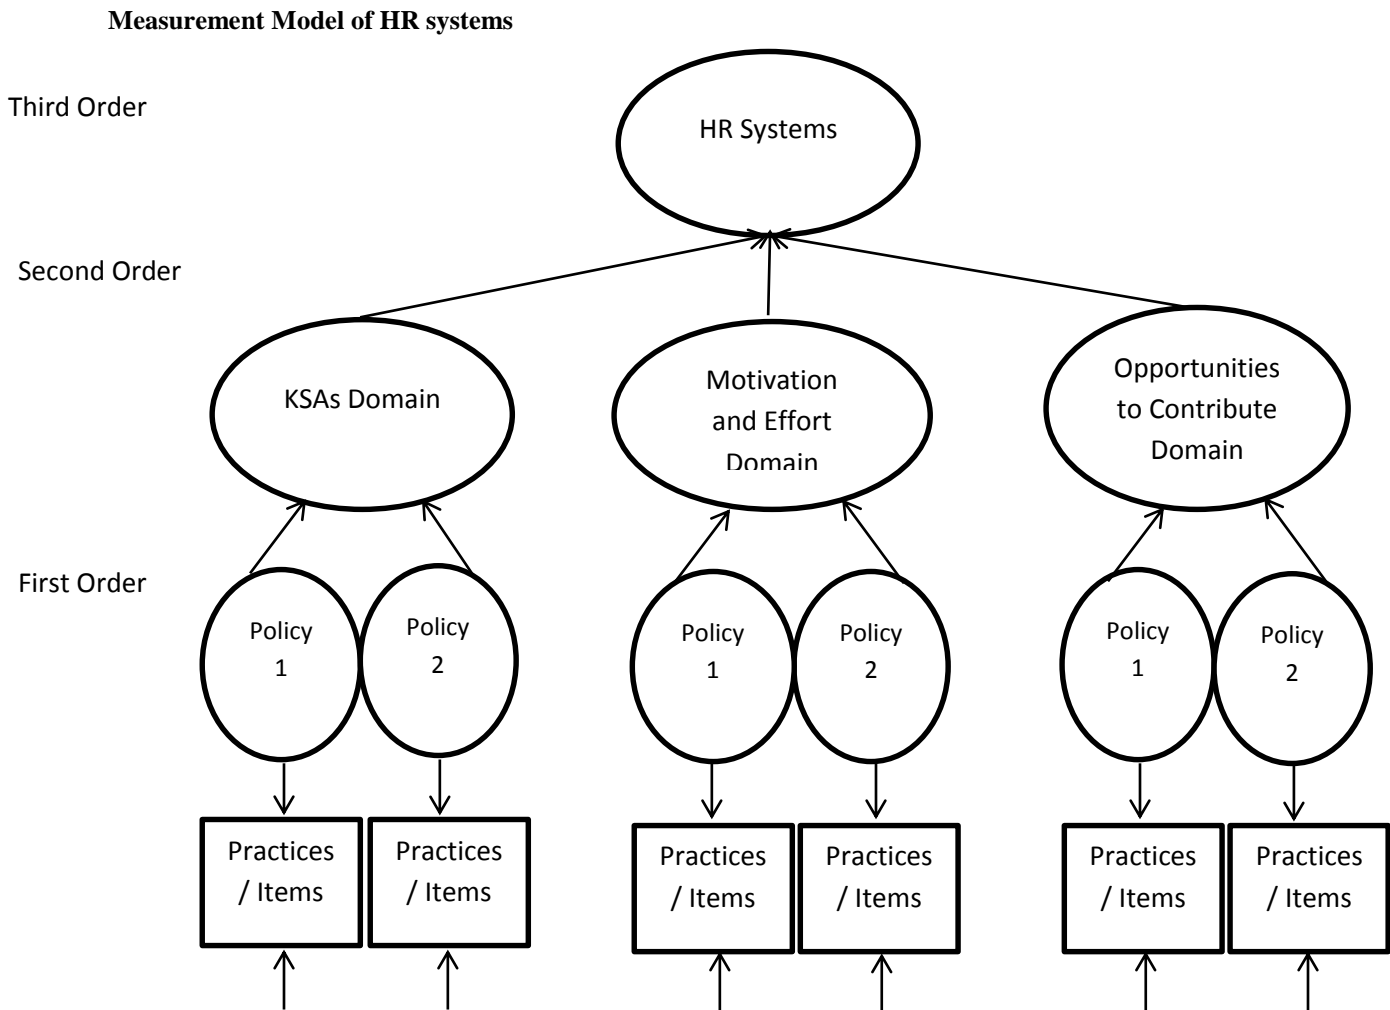 Measurement Model of HR systems
Third Order
HR Systems
Second Order
KSAs Domain
Motivation
and Effort
Domain
Opportunities
to Contribute
Domain
First Order
Policy
1
Policy
2
Policy
1
Policy
2
Policy
1
Policy
2
Practices
/ Items
Practices
/ Items
Practices
/ Items
Practices
/ Items
Practices
/ Items
Practices
/ Items